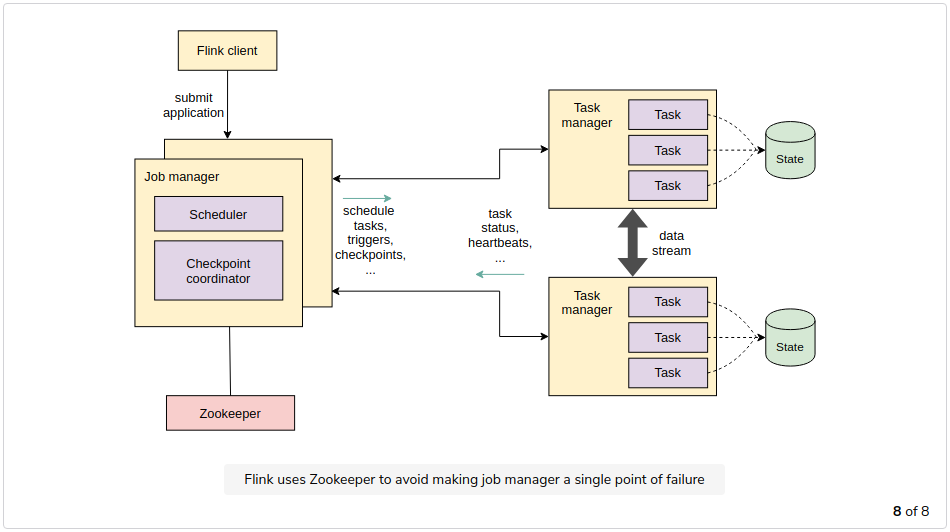 Flink client
submit
application
Job manager
Scheduler
Checkpoint
coordinator
Zookeeper
schedule
tasks,
triggers,
checkpoints,
...
task
status,
heartbeats,
...
Task
manager
Task
Task
Task
State
data
stream
Task
manager
Task
Task
Task
State
Flink uses Zookeeper to avoid making job manager a single point of failure
8 of 8